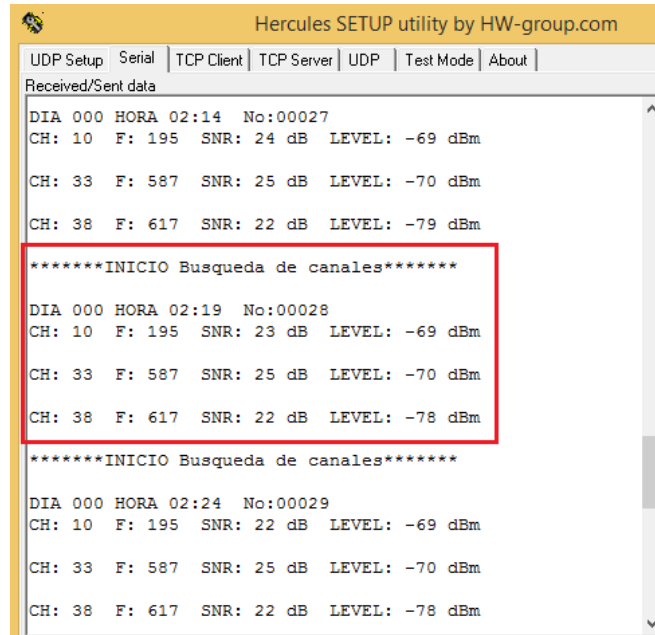 Hercules SETUP utility by HW-group.com
UDP Setup Serial TCP Client TCP Server UDP Test Mode About
Received/Sent data
DIA 000 HORA 02:14 No:00027
CH: 10 F: 195 SNR: 24 dB LEVEL: -69 dBm
CH: 33 F: 587 SNR: 25 dB LEVEL: -70 dBm
CH: 38 F: 617 SNR: 22 dB LEVEL: -79 dBm
*******INICIO Busqueda de canales*******
DIA 000 HORA 02:19 No:00028
CH: 10 F: 195 SNR: 23 dB LEVEL: -69 dBm
CH: 33 F: 587 SNR: 25 dB LEVEL: -70 dBm
CH: 38 F: 617 SNR: 22 dB LEVEL: -78 dBm
*******INICIO Busqueda de canales*******
DIA 000 HORA 02:24 No:00029
CH: 10 F: 195 SNR: 22 dB LEVEL: -69 dBm
CH: 33 F: 587 SNR: 25 dB LEVEL: -70 dBm
CH: 38 F: 617 SNR: 22 dB LEVEL: -78 dBm